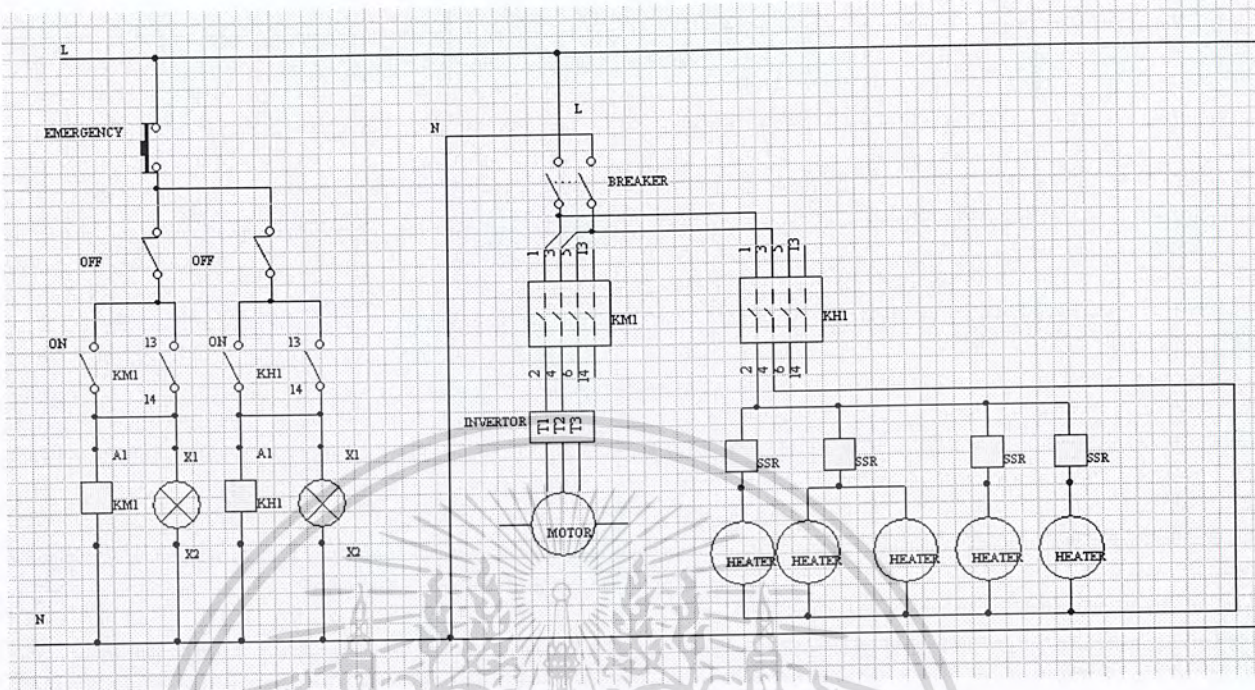 L
EMERGENCY
L
N
BREAKER
OFF
OFF
1 3 5 13
1 3 5 13
ON
KM1
13
14
ON
KH1
13
14
KM1
KH1
2 4 6 14
2 4 6 14
INVERTOR
T1 T2 T3
A1
X1
A1
X1
SSR
SSR
SSR
SSR
KM1
KH1
MOTOR
X2
X2
HEATER
HEATER
HEATER
HEATER
HEATER
N